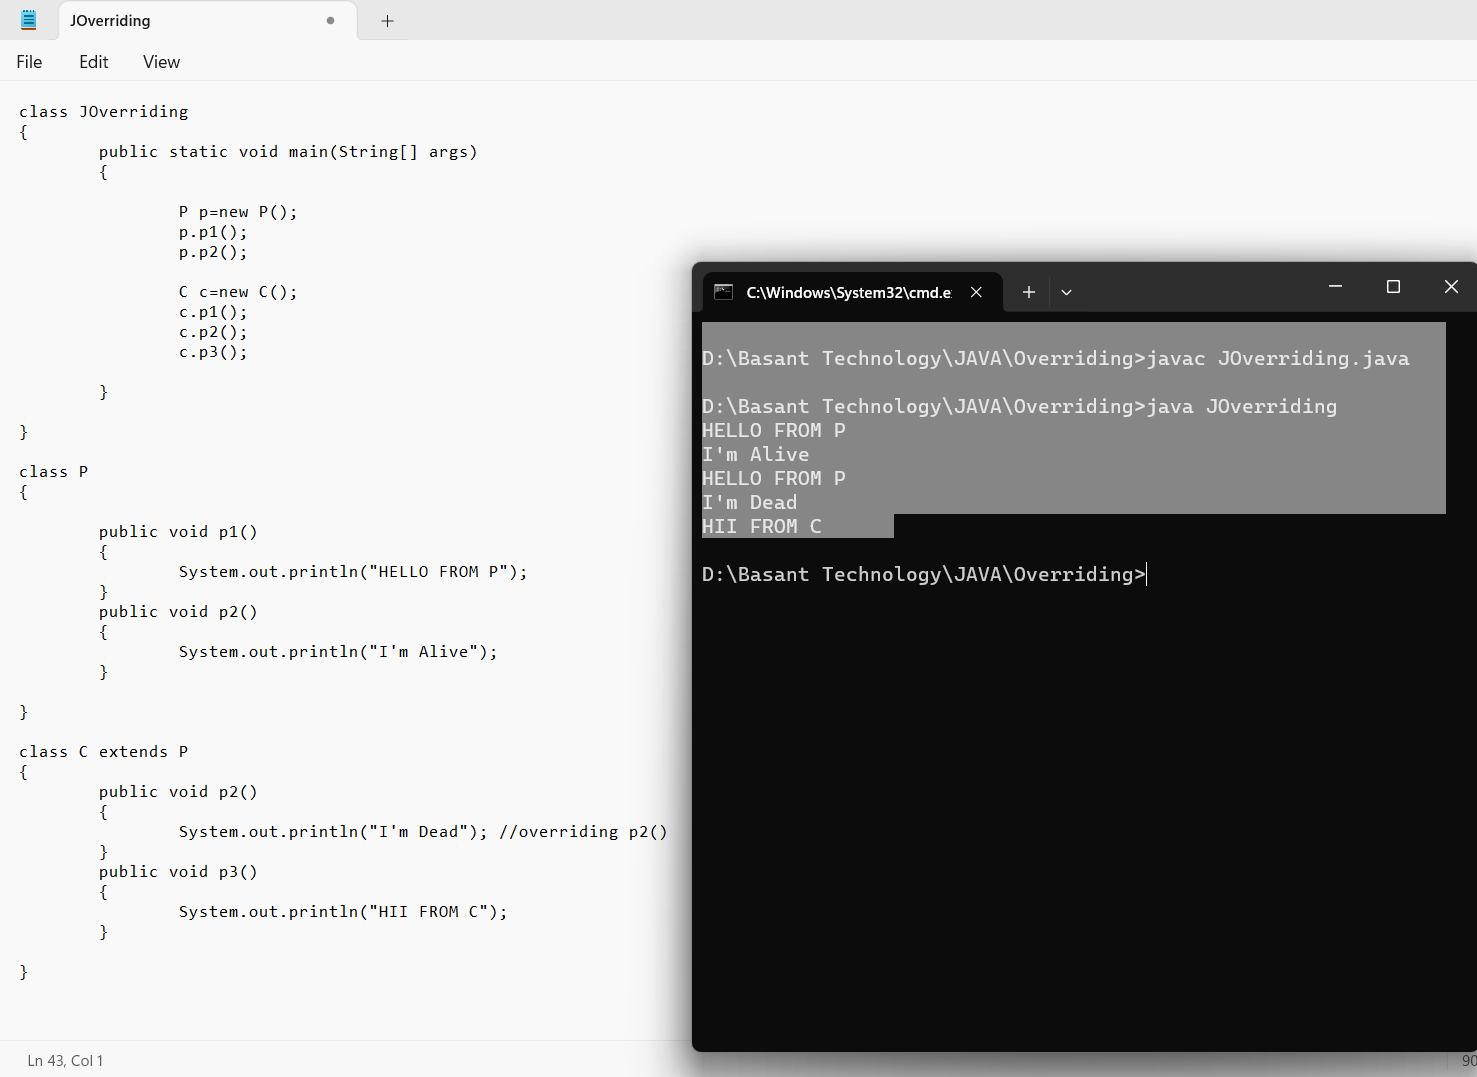 JOverriding
File Edit View
class JOverriding
{
public static void main(String[] args)
{
P p=new P();
p.p1();
p.p2();
C c=new C();
c.p1();
c.p2();
c.p3();
}
}
class P
{
public void p1()
{
System.out.println("HELLO FROM P");
}
public void p2()
{
System.out.println("I'm Alive");
}
}
class C extends P
{
public void p2()
{
System.out.println("I'm Dead"); //overriding p2()
}
public void p3()
{
System.out.println("HII FROM C");
}
}
Ln 43, Col 1
90
C:\Windows\System32\cmd.e
D:\Basant Technology\JAVA\Overriding>javac JOverriding.java
D:\Basant Technology\JAVA\Overriding>java JOverriding
HELLO FROM P
I'm Alive
HELLO FROM P
I'm Dead
HII FROM C
D:\Basant Technology\JAVA\Overriding>